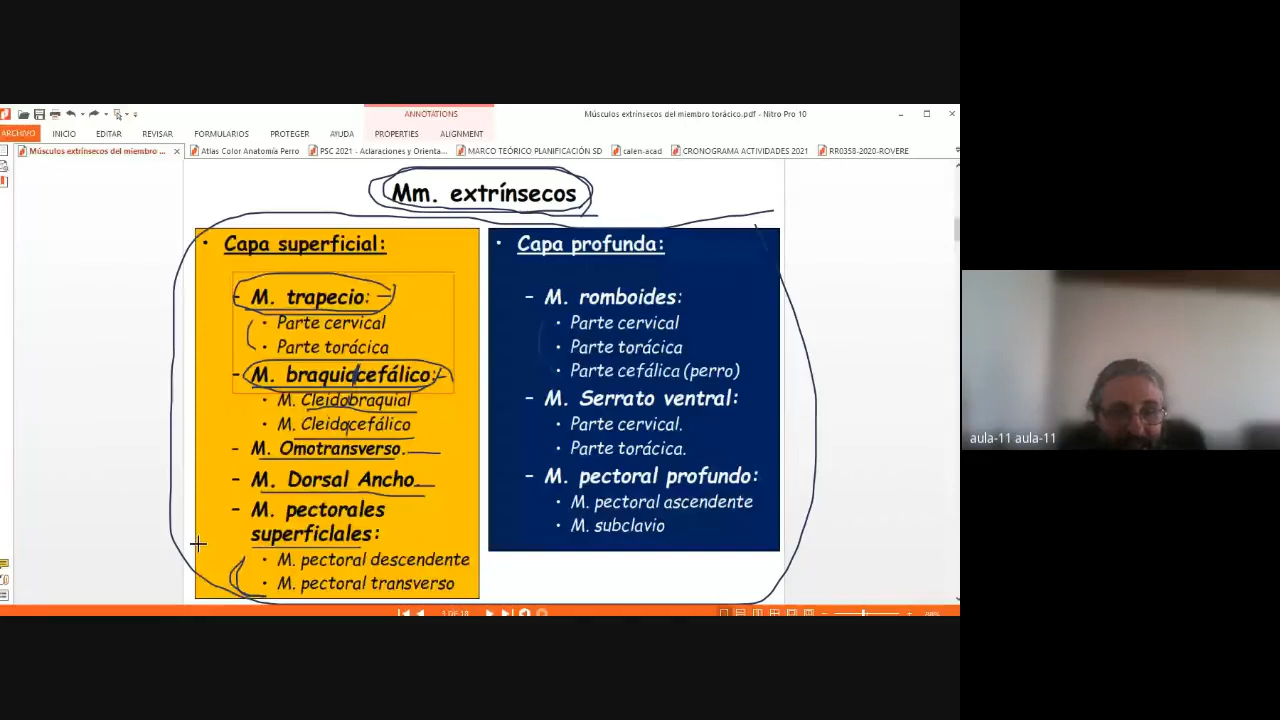 ANNOTATIONS
Músculos extrínsecos del miembro torácico.pdf - Nitro Pro 10
ARCHIVO INICIO EDITAR REVISAR FORMULARIOS PROTEGER AYUDA PROPERTIES ALIGNMENT
Músculos extrínsecos del miembro ... × Atlas Color Anatomía Perro PSC 2021 - Aclaraciones y Orienta... MARCO TEÓRICO PLANIFICACIÓN SD calen-acad CRONOGRAMA ACTIVIDADES 2021 RR0358-2020-ROVERE
Mm. extrínsecos
• Capa superficial:
- M. trapecio:
• Parte cervical
• Parte torácica
- M. braquiocefálico:
• M. Cleidobraquial
• M. Cleidocefálico
- M. Omotransverso.
- M. Dorsal Ancho
- M. pectorales
superficlales:
• M. pectoral descendente
• M. pectoral transverso
• Capa profunda:
- M. romboides:
• Parte cervical
• Parte torácica
• Parte cefálica (perro)
- M. Serrato ventral:
• Parte cervical.
• Parte torácica.
- M. pectoral profundo:
• M. pectoral ascendente
• M. subclavio
3 DE 18
aula-11 aula-11